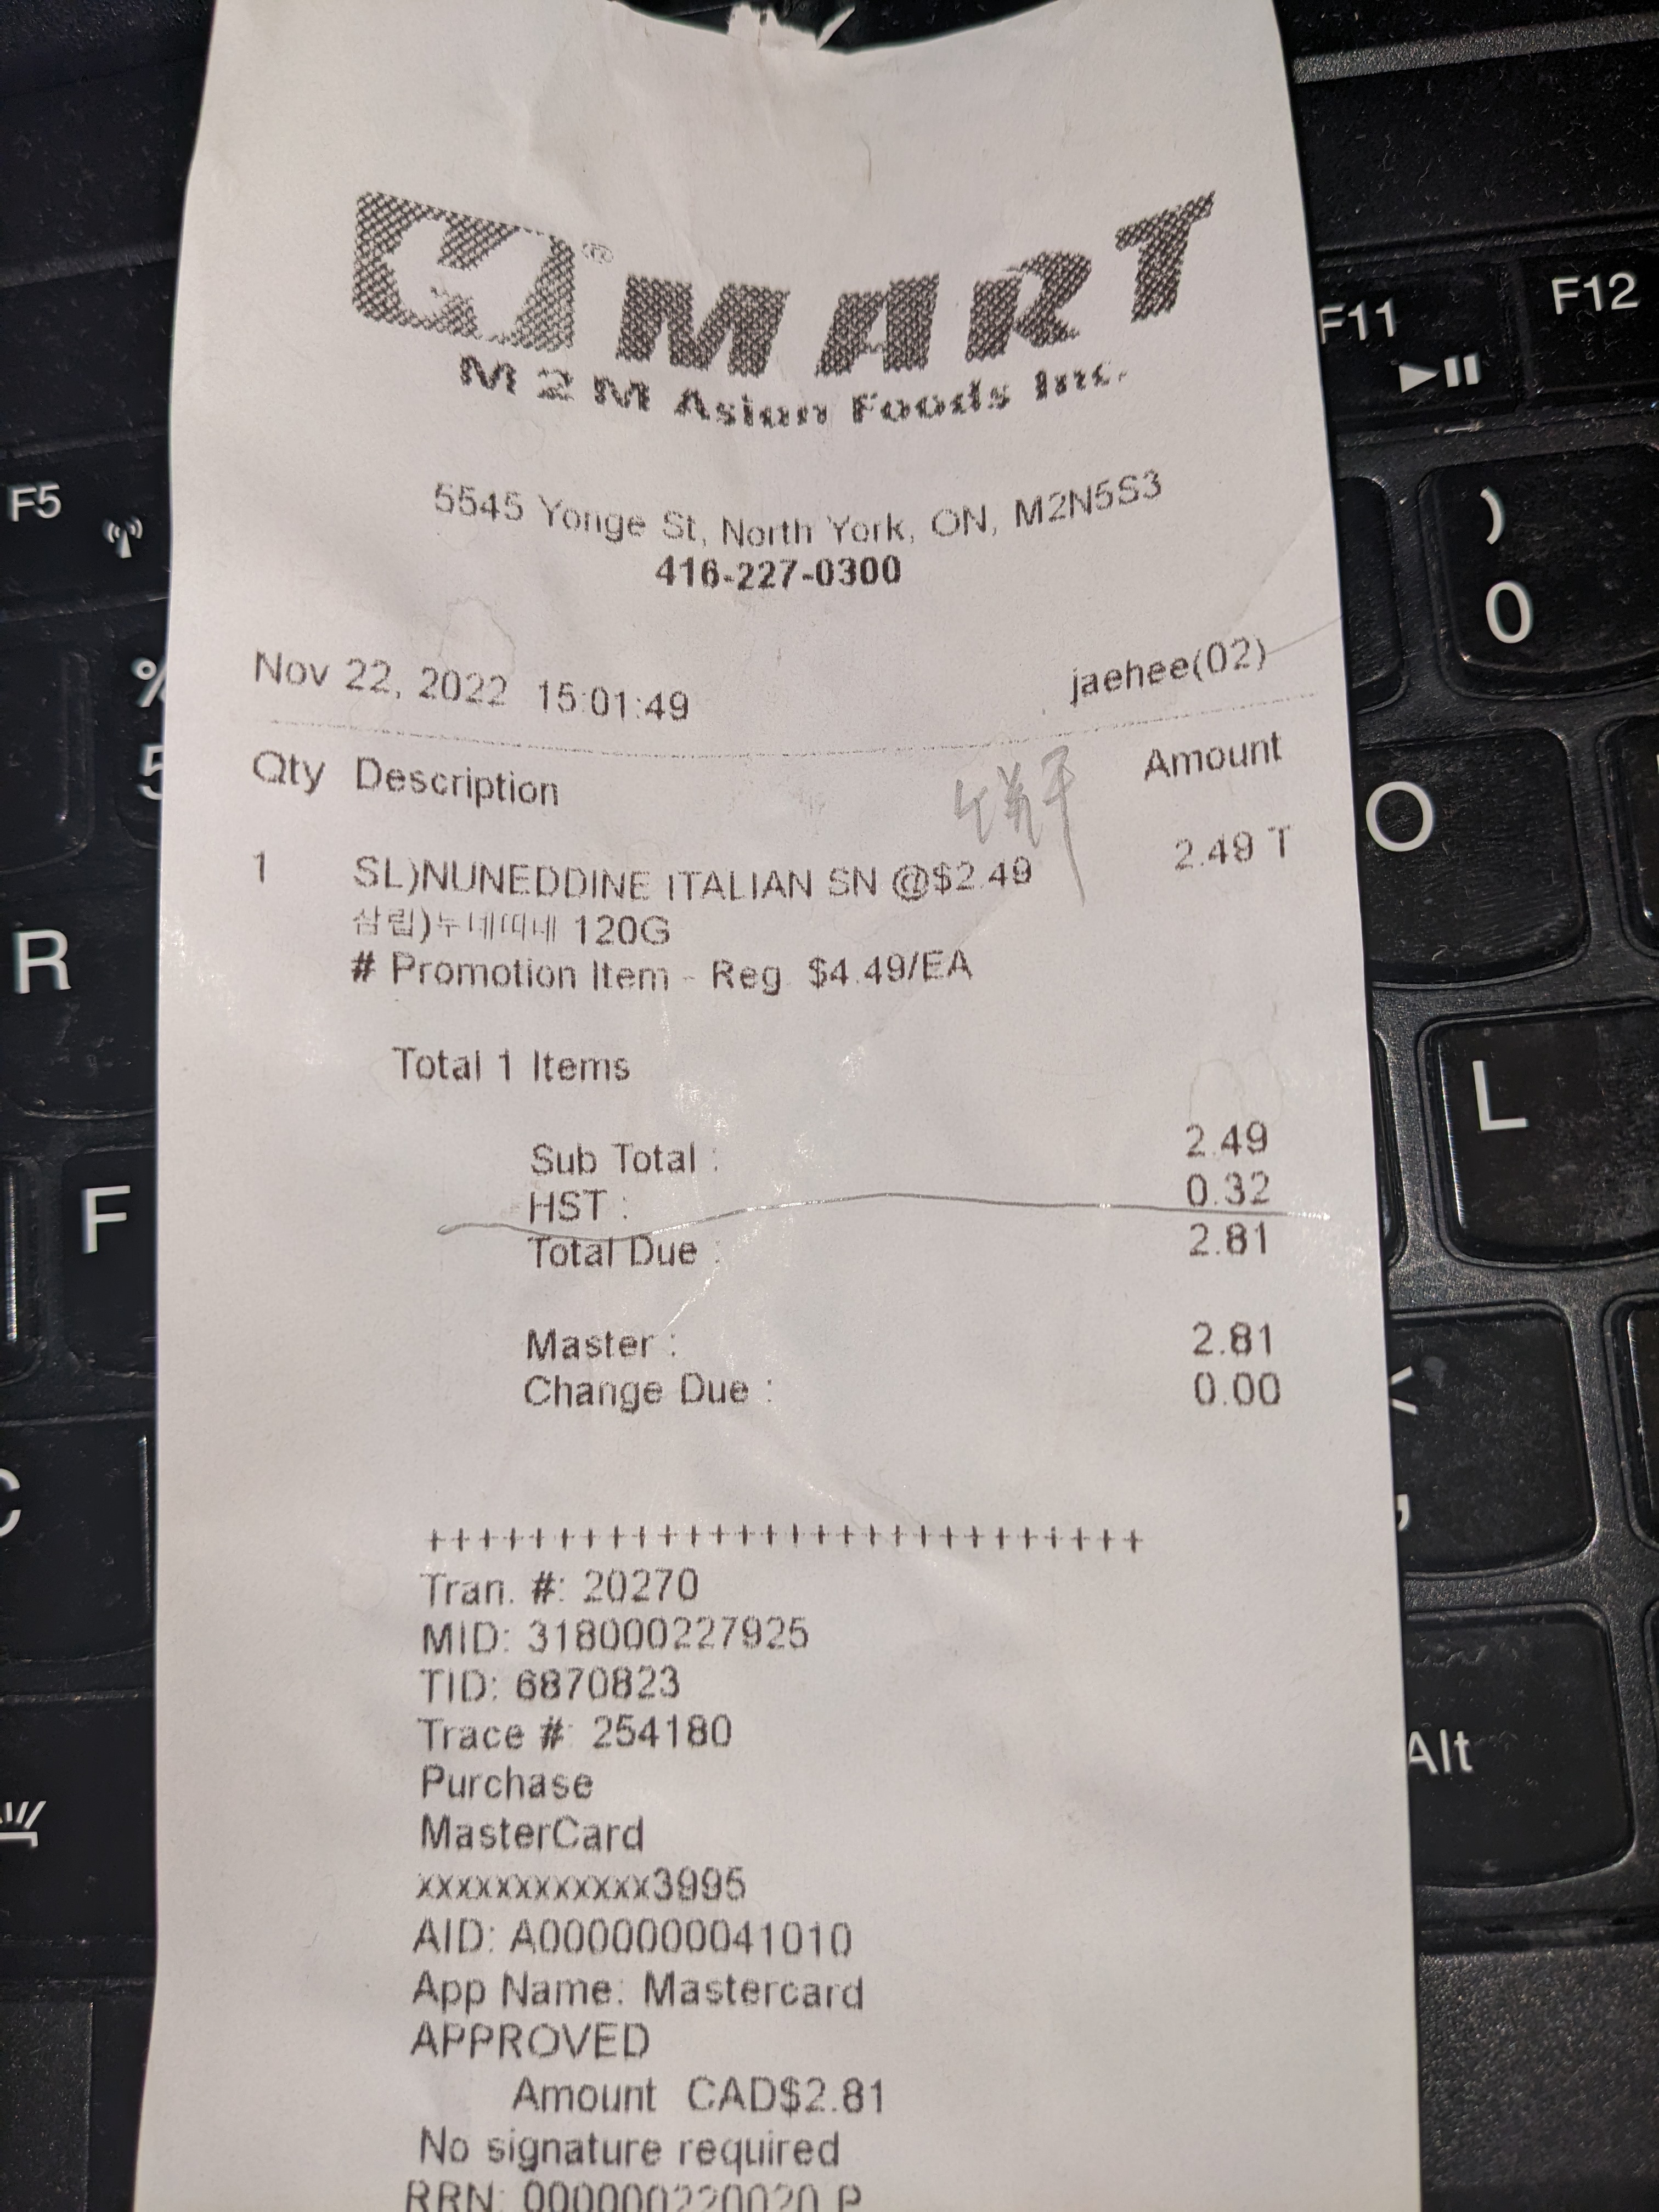 H® MART
M2M Asian Foods Inc.
5545 Yonge St, North York, ON, M2N5S3
416-227-0300
Nov 22, 2022 15:01:49 jaehee(02)
Qty Description 饼干 Amount
1 SL)NUNEDDINE ITALIAN SN @$2.49 2.49 T
삼립)누네띠네 120G
# Promotion Item - Reg. $4.49/EA
Total 1 Items
Sub Total : 2.49
HST : 0.32
Total Due : 2.81
Master : 2.81
Change Due : 0.00
++++++++++++++++++++++++++++
Tran. #: 20270
MID: 318000227925
TID: 6870823
Trace #: 254180
Purchase
MasterCard
xxxxxxxxxxxx3995
AID: A0000000041010
App Name: Mastercard
APPROVED
Amount CAD$2.81
No signature required
RRN: 000000220020 P
F5
%
5
R
F
C
F11
F12
)
0
O
L
<
,
Alt